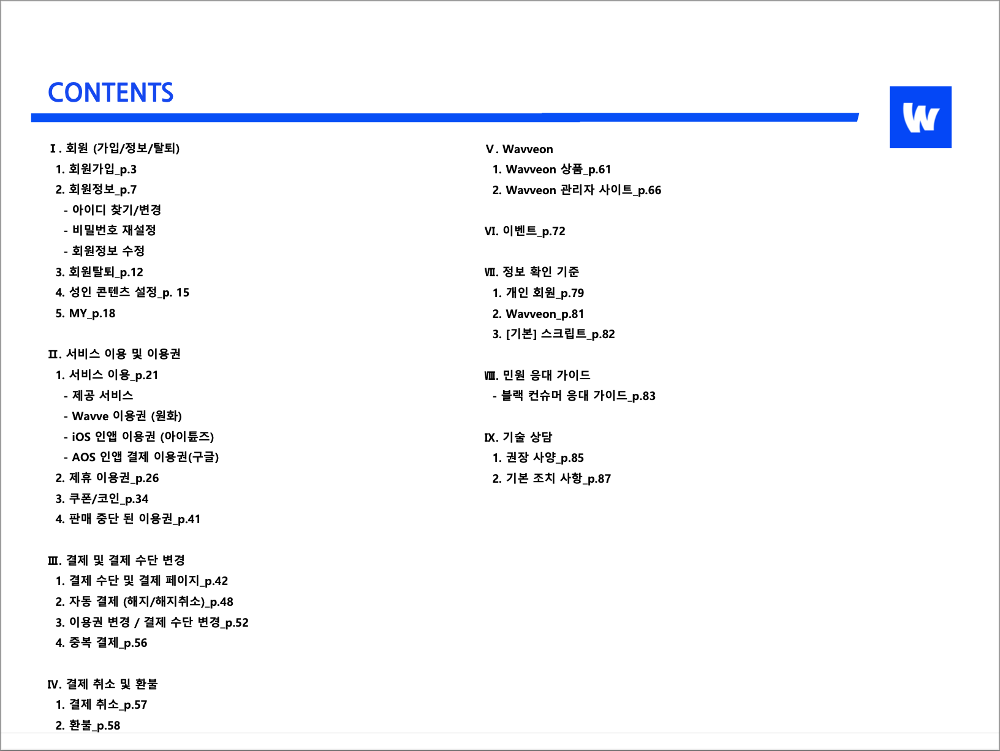 CONTENTS
W
Ⅰ. 회원 (가입/정보/탈퇴)
1. 회원가입_p.3
2. 회원정보_p.7
- 아이디 찾기/변경
- 비밀번호 재설정
- 회원정보 수정
3. 회원탈퇴_p.12
4. 성인 콘텐츠 설정_p. 15
5. MY_p.18
Ⅱ. 서비스 이용 및 이용권
1. 서비스 이용_p.21
- 제공 서비스
- Wavve 이용권 (원화)
- iOS 인앱 이용권 (아이튠즈)
- AOS 인앱 결제 이용권(구글)
2. 제휴 이용권_p.26
3. 쿠폰/코인_p.34
4. 판매 중단 된 이용권_p.41
Ⅲ. 결제 및 결제 수단 변경
1. 결제 수단 및 결제 페이지_p.42
2. 자동 결제 (해지/해지취소)_p.48
3. 이용권 변경 / 결제 수단 변경_p.52
4. 중복 결제_p.56
Ⅳ. 결제 취소 및 환불
1. 결제 취소_p.57
2. 환불_p.58
Ⅴ. Wavveon
1. Wavveon 상품_p.61
2. Wavveon 관리자 사이트_p.66
Ⅵ. 이벤트_p.72
Ⅶ. 정보 확인 기준
1. 개인 회원_p.79
2. Wavveon_p.81
3. [기본] 스크립트_p.82
Ⅷ. 민원 응대 가이드
- 블랙 컨슈머 응대 가이드_p.83
Ⅸ. 기술 상담
1. 권장 사양_p.85
2. 기본 조치 사항_p.87